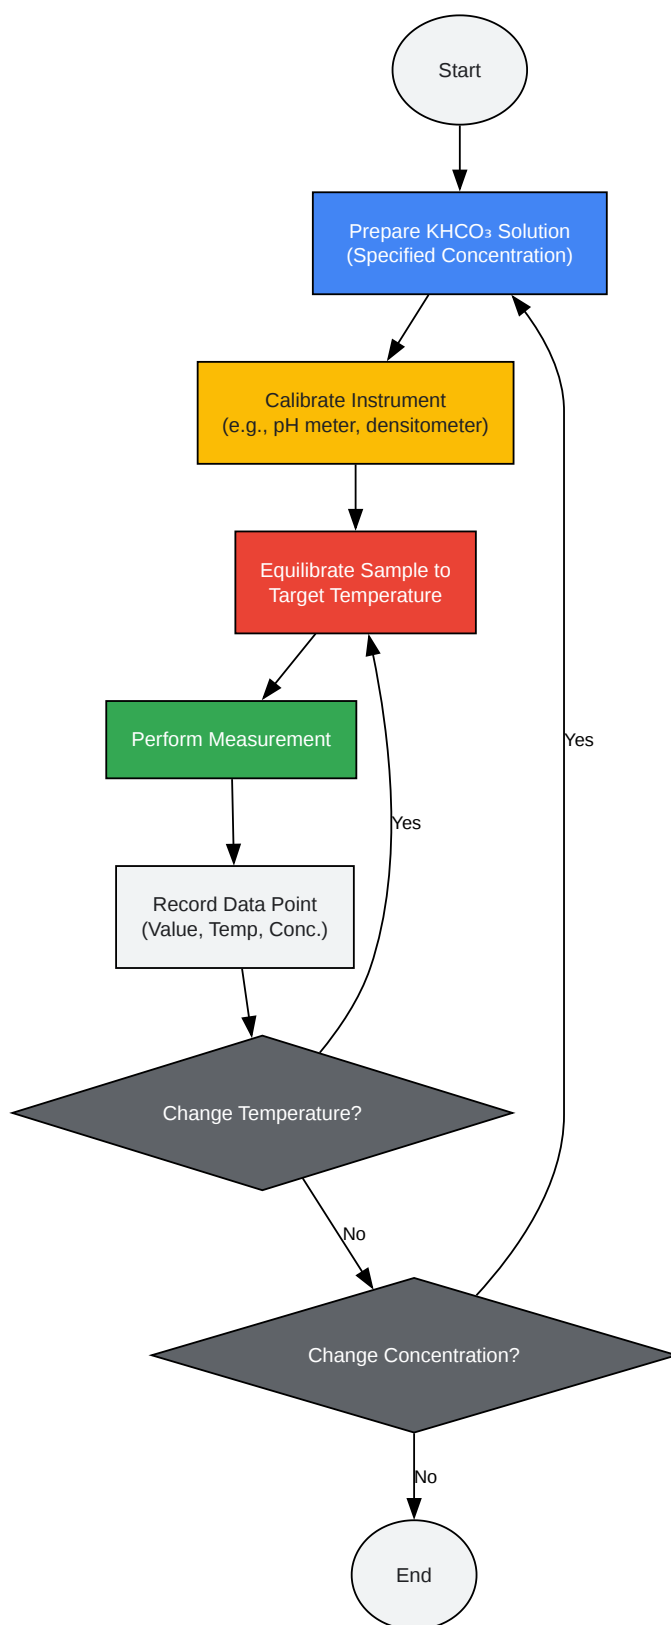 Start
Prepare KHCO₃ Solution
(Specified Concentration)
Calibrate Instrument
(e.g., pH meter, densitometer)
Equilibrate Sample to
Target Temperature
Perform Measurement
Yes
Yes
Record Data Point
(Value, Temp, Conc.)
Change Temperature?
No
Change Concentration?
No
End